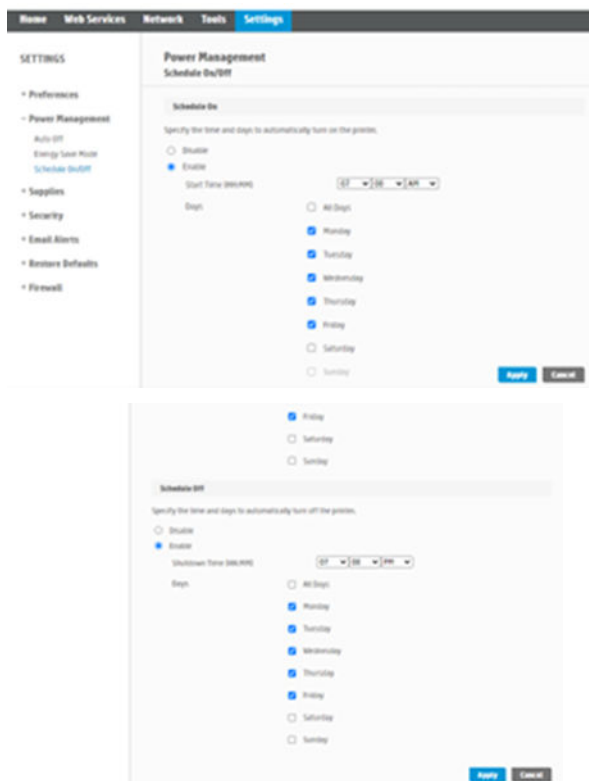 Home Web Services Network Tools Settings
SETTINGS
Power Management
Schedule On/Off
+ Preferences
- Power Management
Auto Off
Energy Save Mode
Schedule On/Off
+ Supplies
+ Security
+ Email Alerts
+ Restore Defaults
+ Firewall
Schedule On
Specify the time and days to automatically turn on the printer.
Disable
Enable
Start Time (HH:MM) 07 00 AM
Days All Days
Monday
Tuesday
Wednesday
Thursday
Friday
Saturday
Sunday
Apply Cancel
Friday
Saturday
Sunday
Schedule Off
Specify the time and days to automatically turn off the printer.
Disable
Enable
Shutdown Time (HH:MM) 07 00 PM
Days All Days
Monday
Tuesday
Wednesday
Thursday
Friday
Saturday
Sunday
Apply Cancel